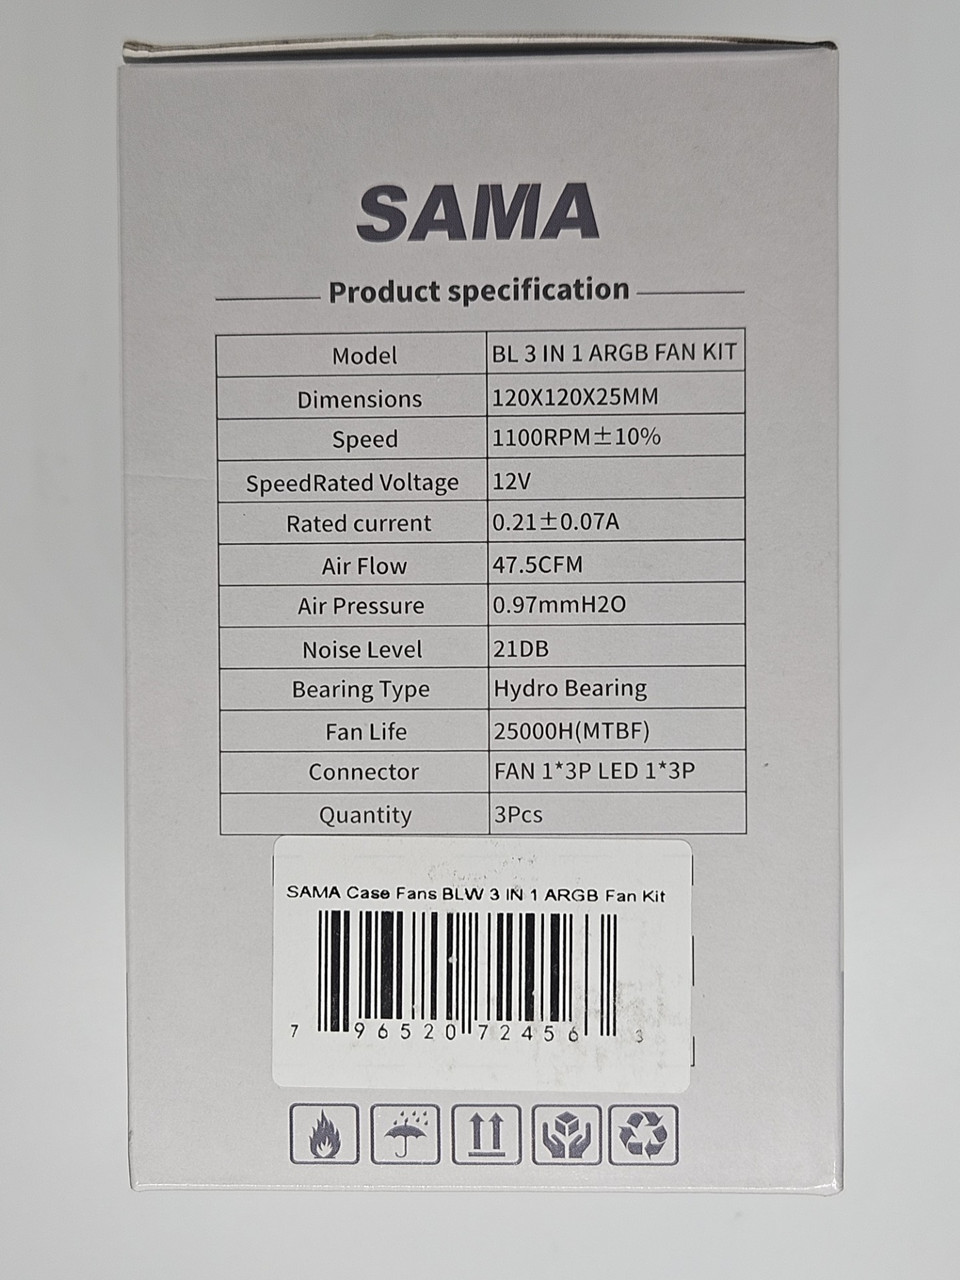 SAMA
Product specification
Model BL 3 IN 1 ARGB FAN KIT
Dimensions 120X120X25MM
Speed 1100RPM±10%
SpeedRated Voltage 12V
Rated current 0.21±0.07A
Air Flow 47.5CFM
Air Pressure 0.97mmH2O
Noise Level 21DB
Bearing Type Hydro Bearing
Fan Life 25000H(MTBF)
Connector FAN 1*3P LED 1*3P
Quantity 3Pcs
SAMA Case Fans BLW 3 IN 1 ARGB Fan Kit
7 96520 72456 3